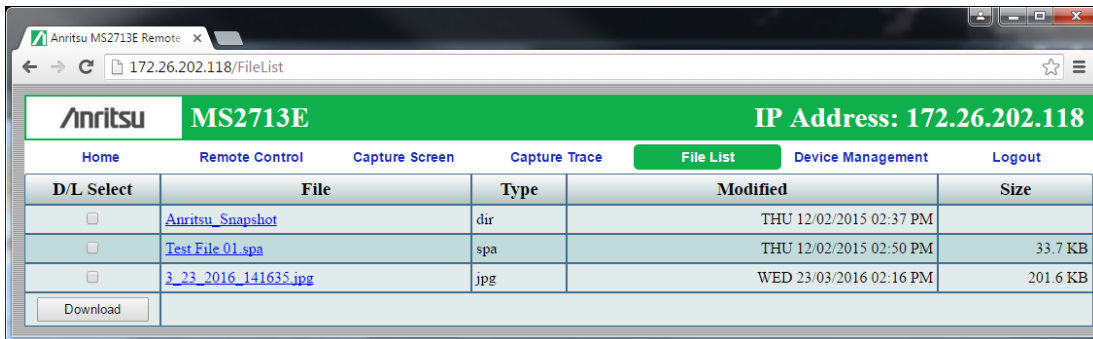 Anritsu MS2713E Remote
172.26.202.118/FileList
Anritsu MS2713E IP Address: 172.26.202.118
Home Remote Control Capture Screen Capture Trace File List Device Management Logout
D/L Select File Type Modified Size
Anritsu_Snapshot dir THU 12/02/2015 02:37 PM
Test File 01.spa spa THU 12/02/2015 02:50 PM 33.7 KB
3_23_2016_141635.jpg jpg WED 23/03/2016 02:16 PM 201.6 KB
Download